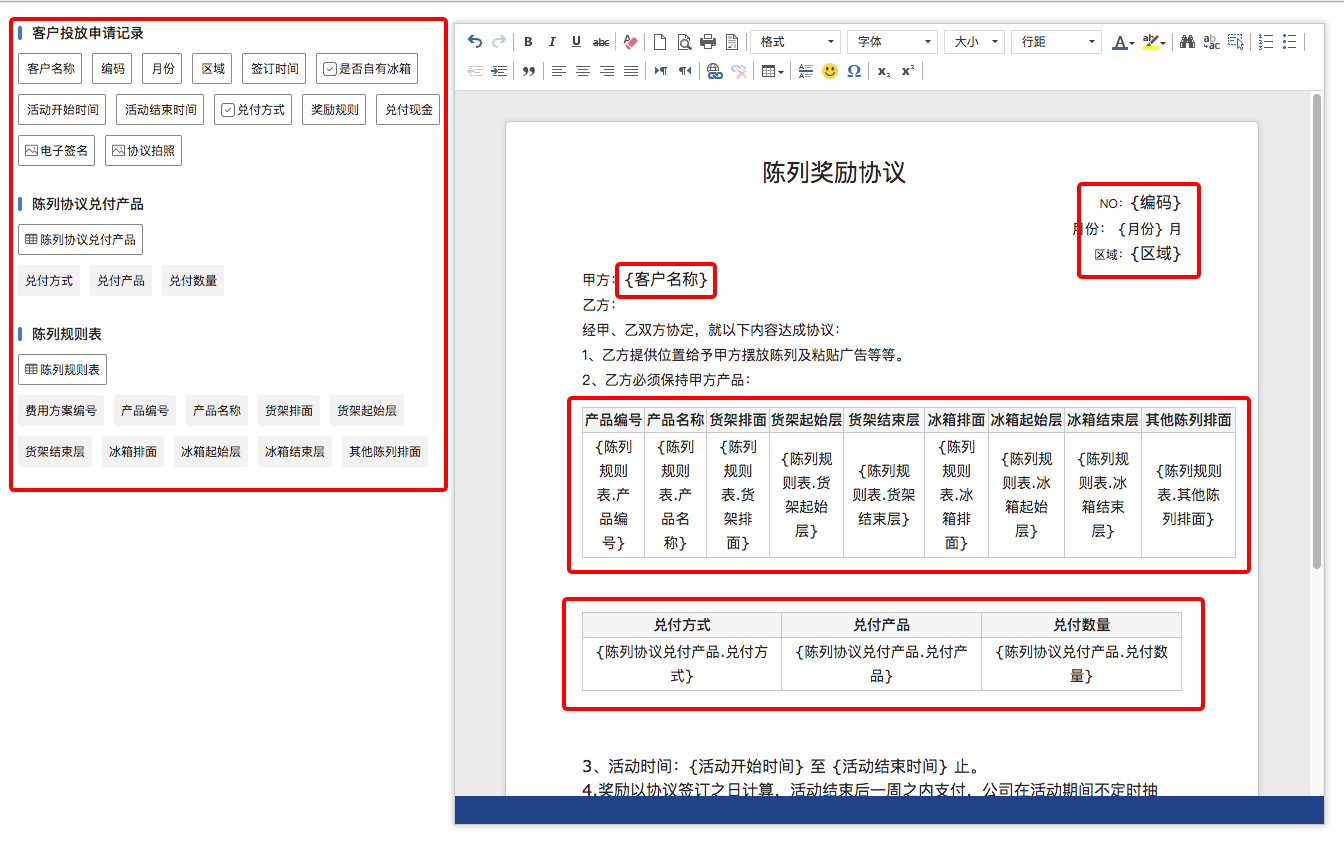 客户投放申请记录
客户名称 编码 月份 区域 签订时间 是否自有冰箱
活动开始时间 活动结束时间 兑付方式 奖励规则 兑付现金
电子签名 协议拍照
陈列协议兑付产品
陈列协议兑付产品
兑付方式 兑付产品 兑付数量
陈列规则表
陈列规则表
费用方案编号 产品编号 产品名称 货架排面 货架起始层
货架结束层 冰箱排面 冰箱起始层 冰箱结束层 其他陈列排面
B I U abc 格式 字体 大小 行距 A ab ab ac
Ω x₂ x²
陈列奖励协议
NO：{编码}
月份： {月份} 月
区域：{区域}
甲方：{客户名称}
乙方：
经甲、乙双方协定，就以下内容达成协议：
1、乙方提供位置给予甲方摆放陈列及粘贴广告等等。
2、乙方必须保持甲方产品：
产品编号 产品名称 货架排面 货架起始层 货架结束层 冰箱排面 冰箱起始层 冰箱结束层 其他陈列排面
{陈列规则表.产品编号} {陈列规则表.产品名称} {陈列规则表.货架排面} {陈列规则表.货架起始层} {陈列规则表.货架结束层} {陈列规则表.冰箱排面} {陈列规则表.冰箱起始层} {陈列规则表.冰箱结束层} {陈列规则表.其他陈列排面}
兑付方式 兑付产品 兑付数量
{陈列协议兑付产品.兑付方式} {陈列协议兑付产品.兑付产品} {陈列协议兑付产品.兑付数量}
3、活动时间：{活动开始时间} 至 {活动结束时间} 止。
4.奖励以协议签订之日计算，活动结束后一周之内支付，公司在活动期间不定时抽